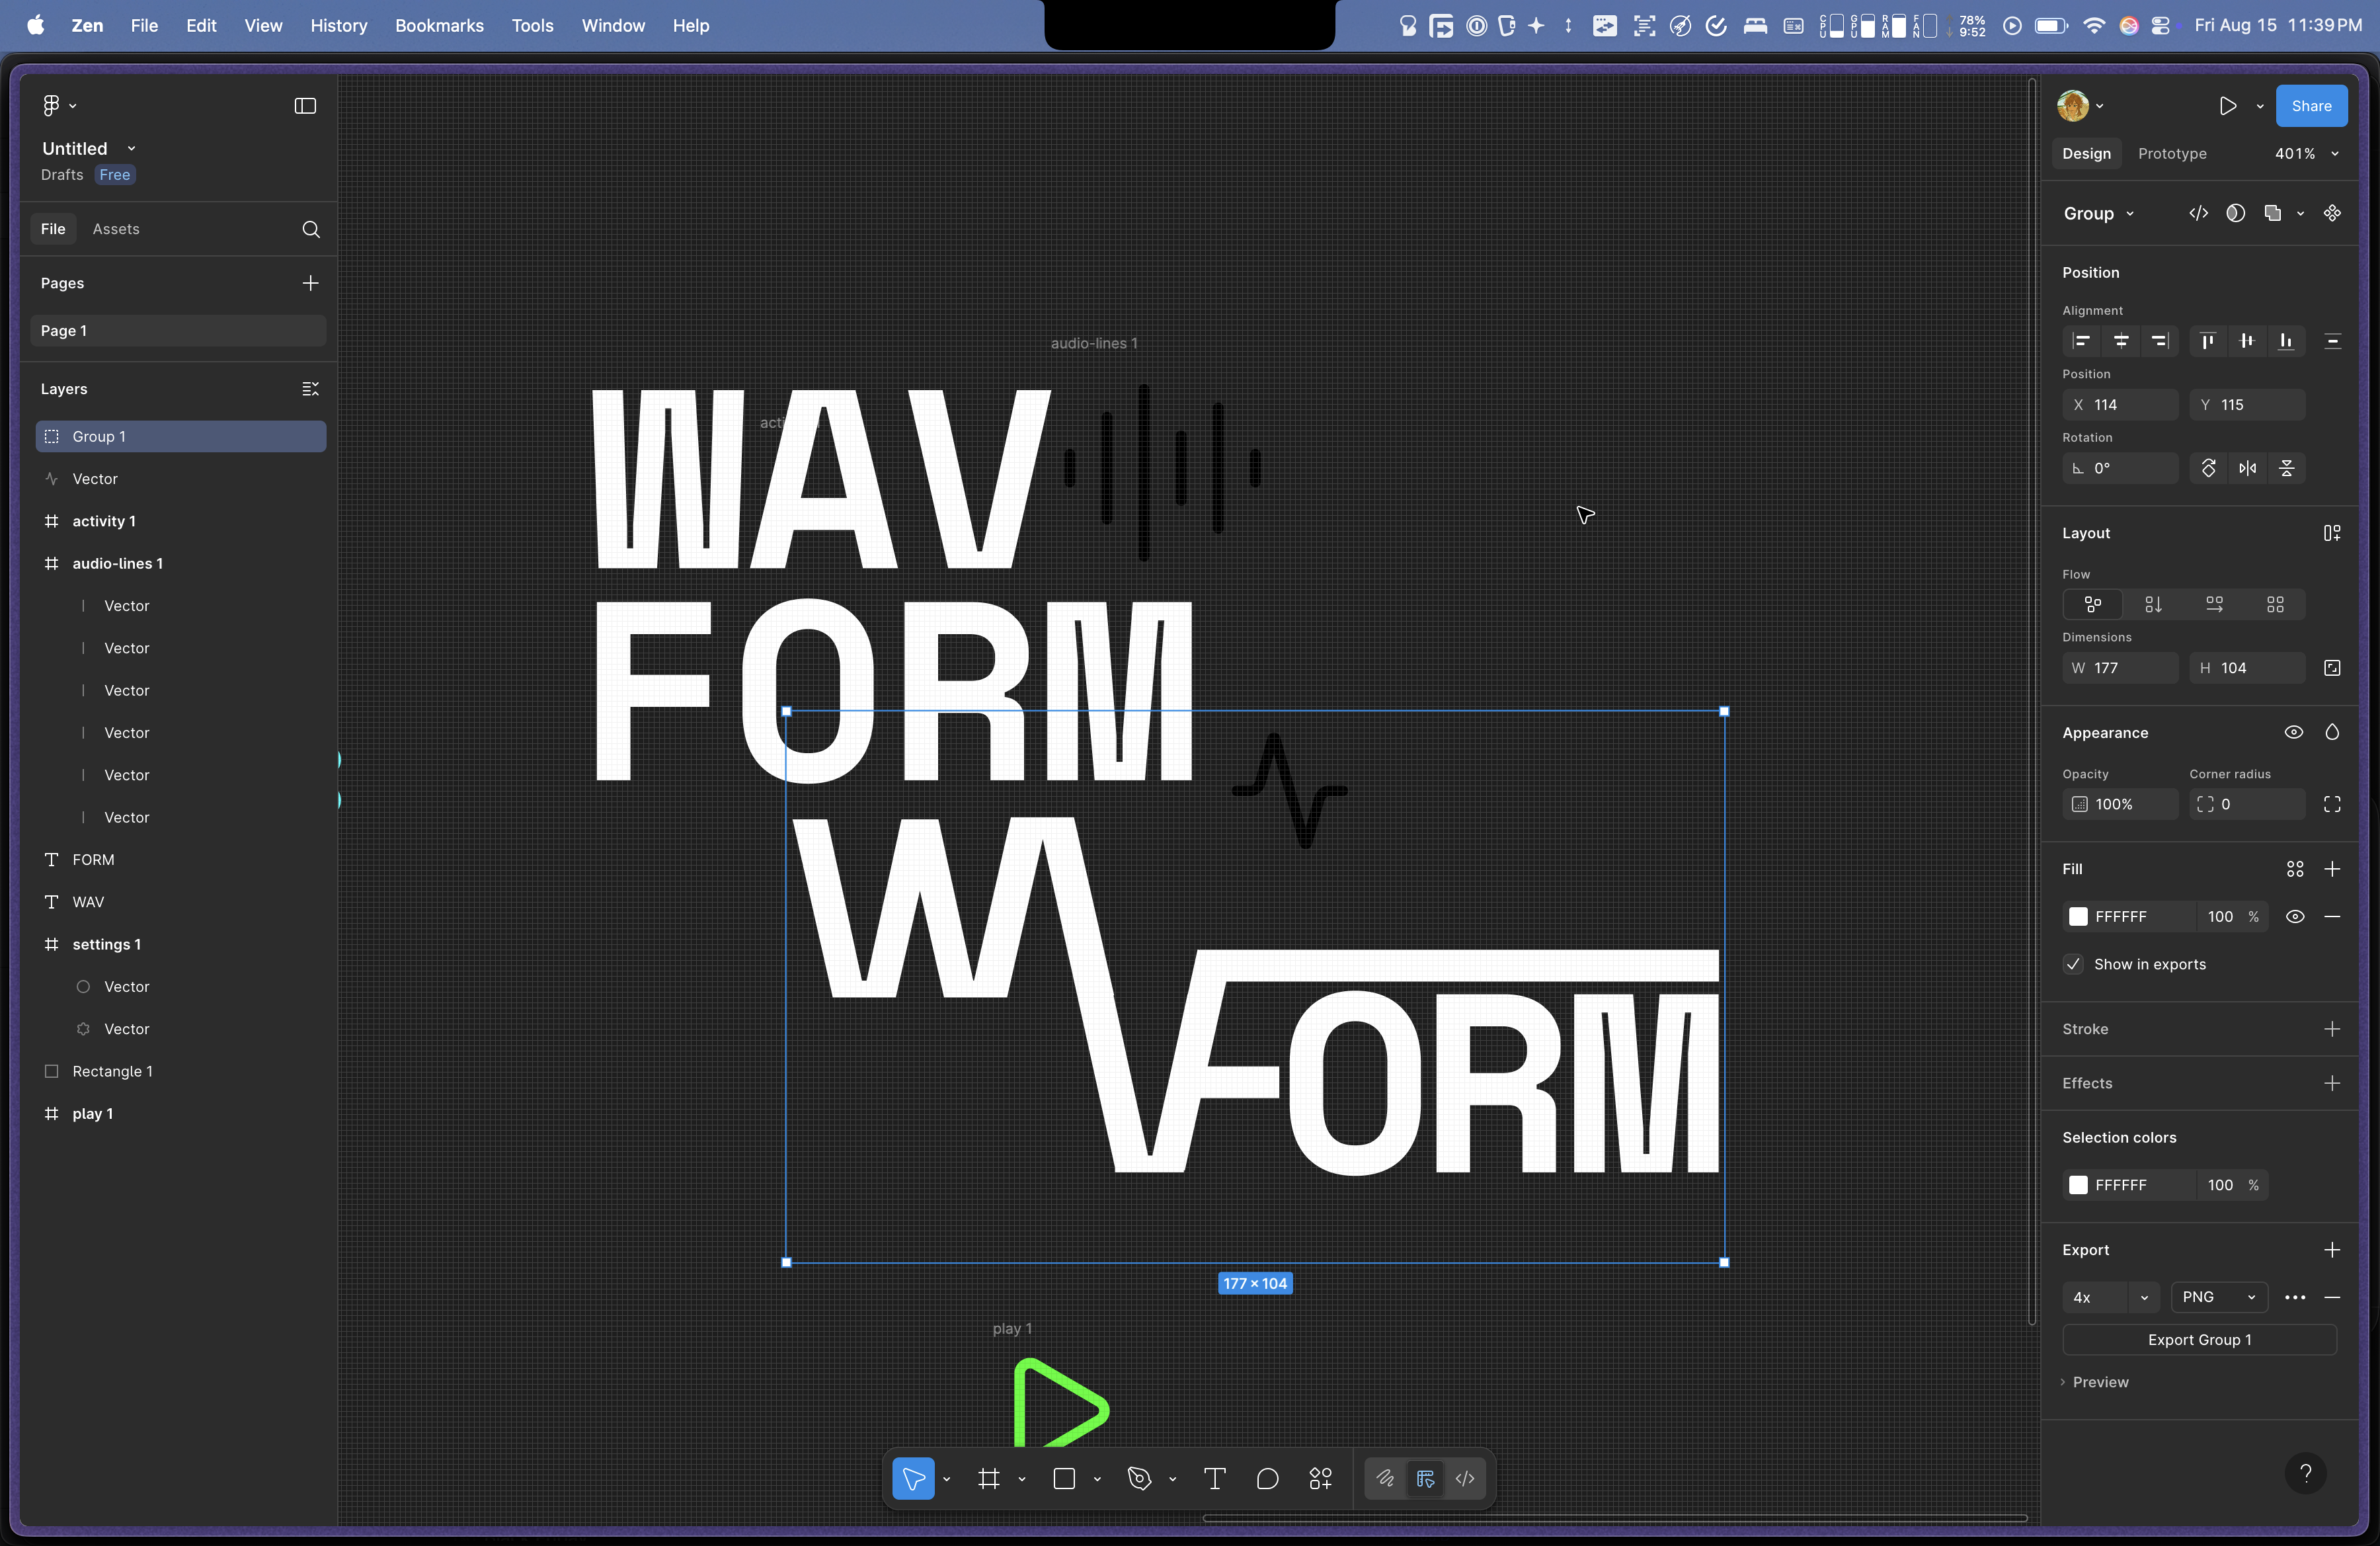 Zen File Edit View History Bookmarks Tools Window Help
CPU GPU RAM FAN 78% 9:52 Fri Aug 15 11:39 PM
Untitled
Drafts Free
File Assets
Pages
Page 1
Layers
Group 1
Vector
activity 1
audio-lines 1
Vector
Vector
Vector
Vector
Vector
Vector
FORM
WAV
settings 1
Vector
Vector
Rectangle 1
play 1
audio-lines 1
WAV
FORM
WV
FORM
177 × 104
play 1
Share
Design Prototype 401%
Group
Position
Alignment
Position
X 114 Y 115
Rotation
0°
Layout
Flow
Dimensions
W 177 H 104
Appearance
Opacity Corner radius
100% 0
Fill
FFFFFF 100 %
Show in exports
Stroke
Effects
Selection colors
FFFFFF 100 %
Export
4x PNG
Export Group 1
Preview
?